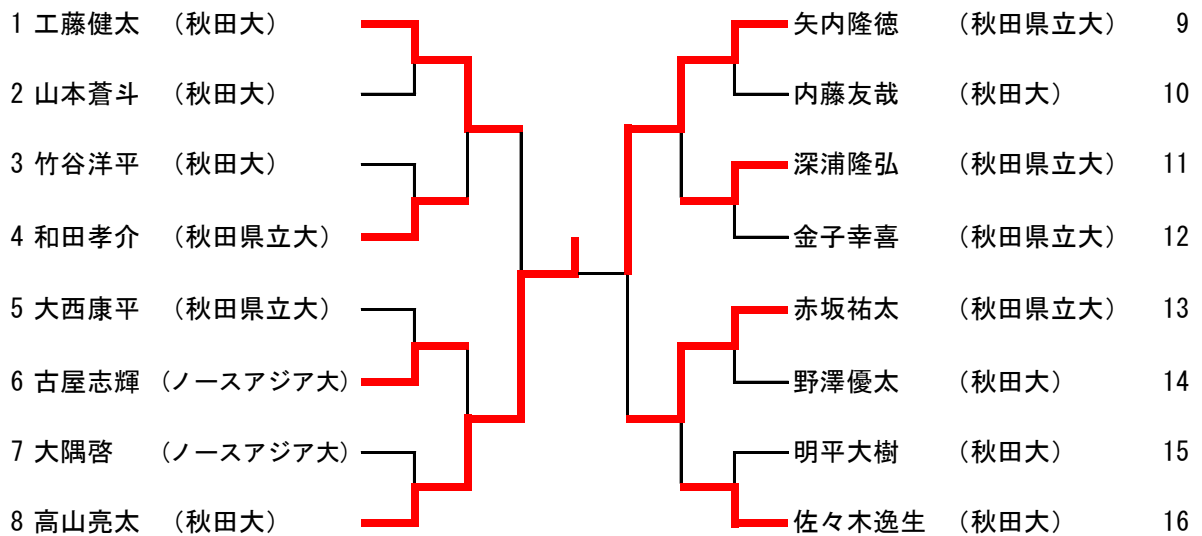 1 工藤健太 （秋田大） 矢内隆徳 （秋田県立大） 9
2 山本蒼斗 （秋田大） 内藤友哉 （秋田大） 10
3 竹谷洋平 （秋田大） 深浦隆弘 （秋田県立大） 11
4 和田孝介 （秋田県立大） 金子幸喜 （秋田県立大） 12
5 大西康平 （秋田県立大） 赤坂祐太 （秋田県立大） 13
6 古屋志輝 （ノースアジア大） 野澤優太 （秋田大） 14
7 大隅啓 （ノースアジア大） 明平大樹 （秋田大） 15
8 高山亮太 （秋田大） 佐々木逸生 （秋田大） 16